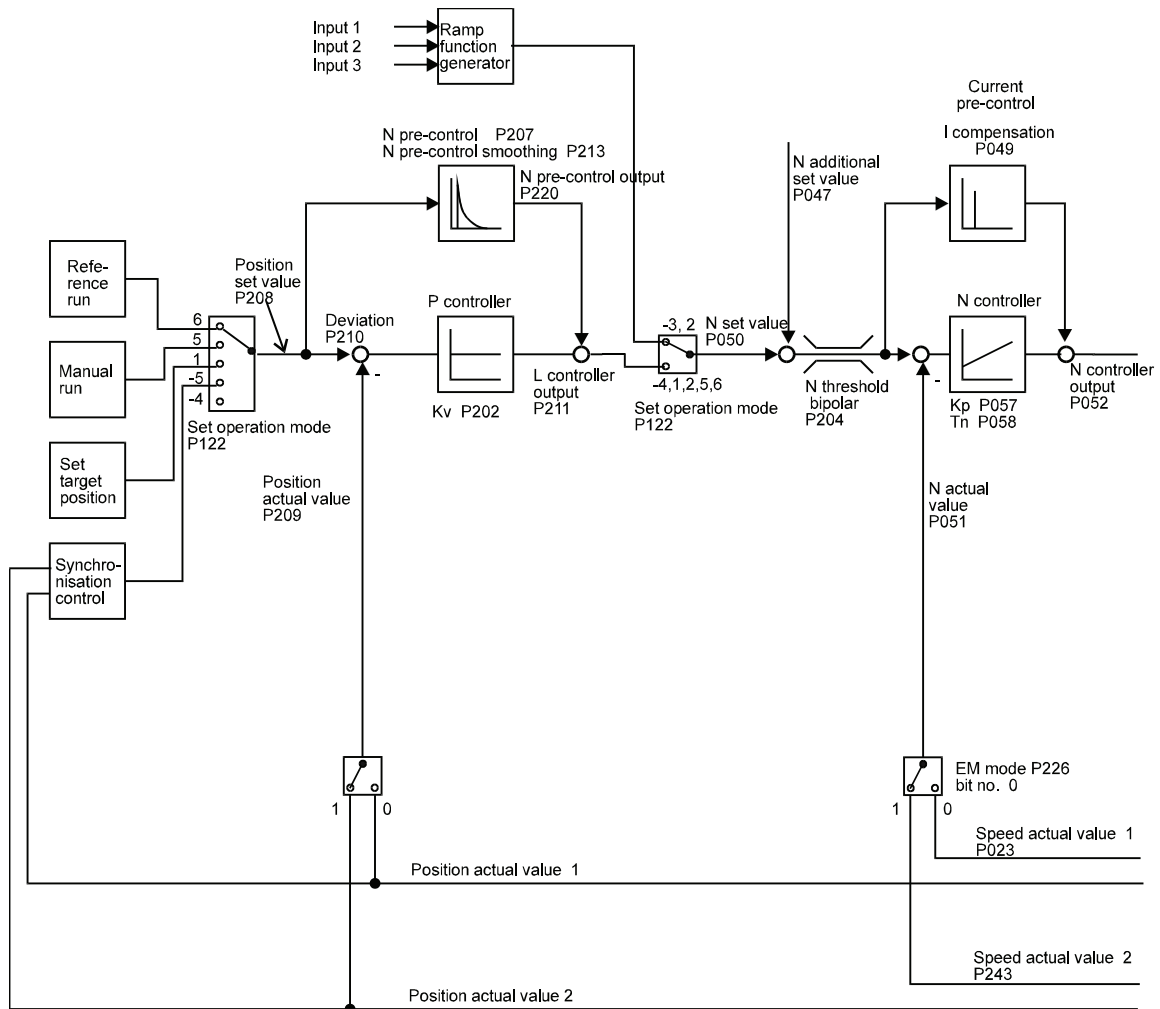 Input 1
Input 2
Input 3
Ramp
function
generator
Current
pre-control
N pre-control P207
N pre-control smoothing P213
I compensation
P049
N pre-control output
P220
N additional
set value
P047
Refe-
rence
run
Position
set value
P208
P controller
N controller
6
5
1
-5
-4
Deviation
P210
-
-3, 2
N set value
P050
Manual
run
-4,1,2,5,6
L controller
output
P211
Kv P202
Set operation mode
P122
N threshold
bipolar
P204
-
Kp P057
Tn P058
N controller
output
P052
Set operation mode
P122
Set
target
position
Position
actual value
P209
N actual
value
P051
Synchro-
nisation
control
EM mode P226
bit no. 0
1
0
1
0
Speed actual value 1
P023
Position actual value 1
Speed actual value 2
P243
Position actual value 2